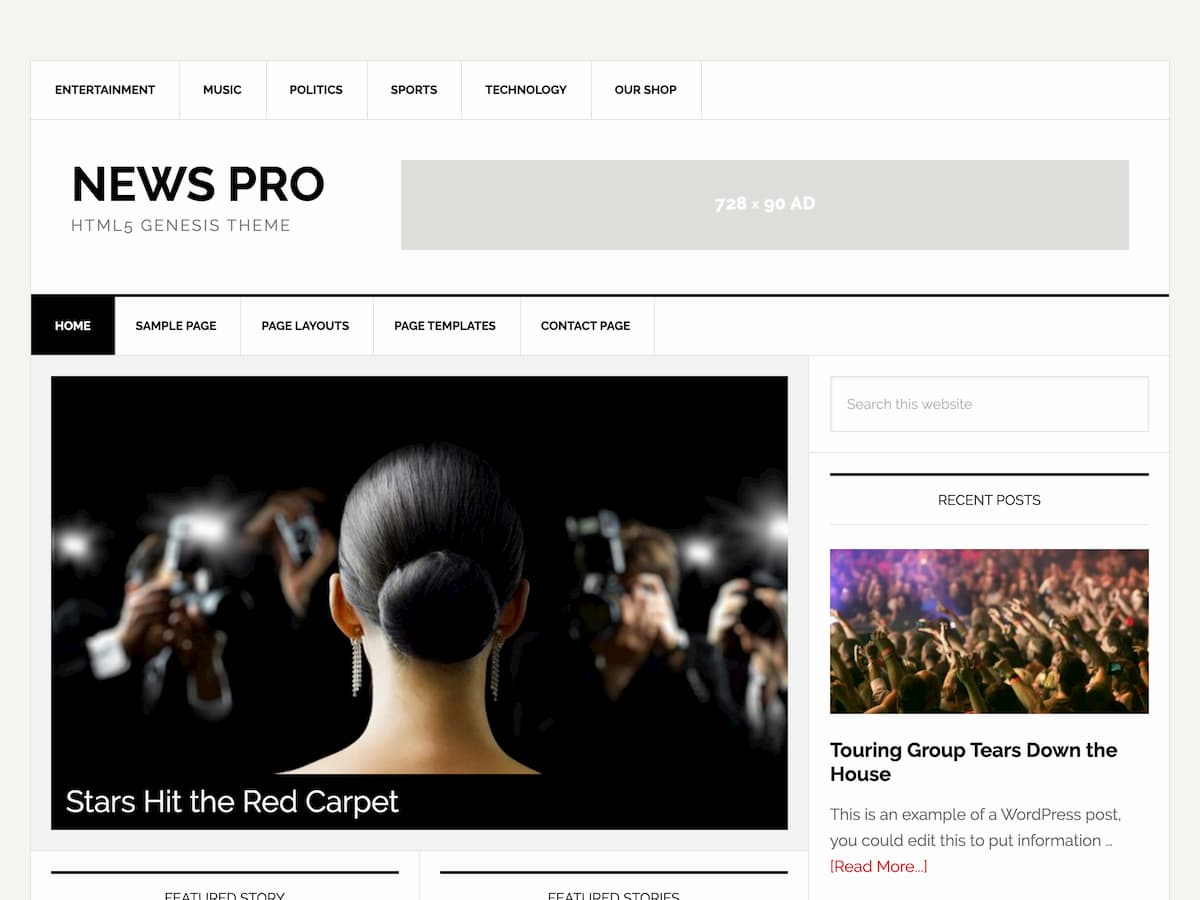 ENTERTAINMENT MUSIC POLITICS SPORTS TECHNOLOGY OUR SHOP
NEWS PRO
HTML5 GENESIS THEME
728 x 90 AD
HOME SAMPLE PAGE PAGE LAYOUTS PAGE TEMPLATES CONTACT PAGE
Stars Hit the Red Carpet
FEATURED STORY
FEATURED STORIES
Search this website
RECENT POSTS
Touring Group Tears Down the
House
This is an example of a WordPress post,
you could edit this to put information ...
[Read More...]